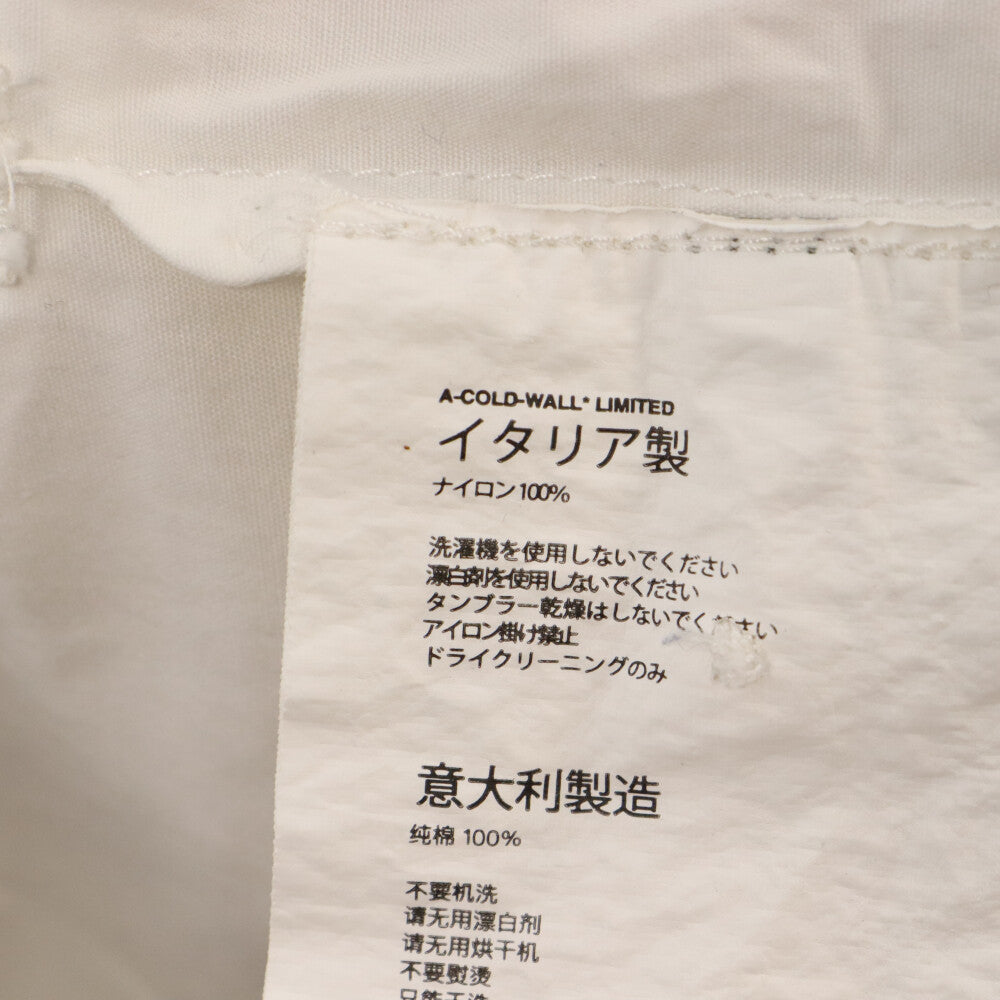 A-COLD-WALL* LIMITED
イタリア製
ナイロン100%
洗濯機を使用しないでください
漂白剤を使用しないでください
タンブラー乾燥はしないでください
アイロン掛け禁止
ドライクリーニングのみ
意大利製造
纯棉 100%
不要机洗
请无用漂白剂
请无用烘干机
不要熨烫
只能干洗